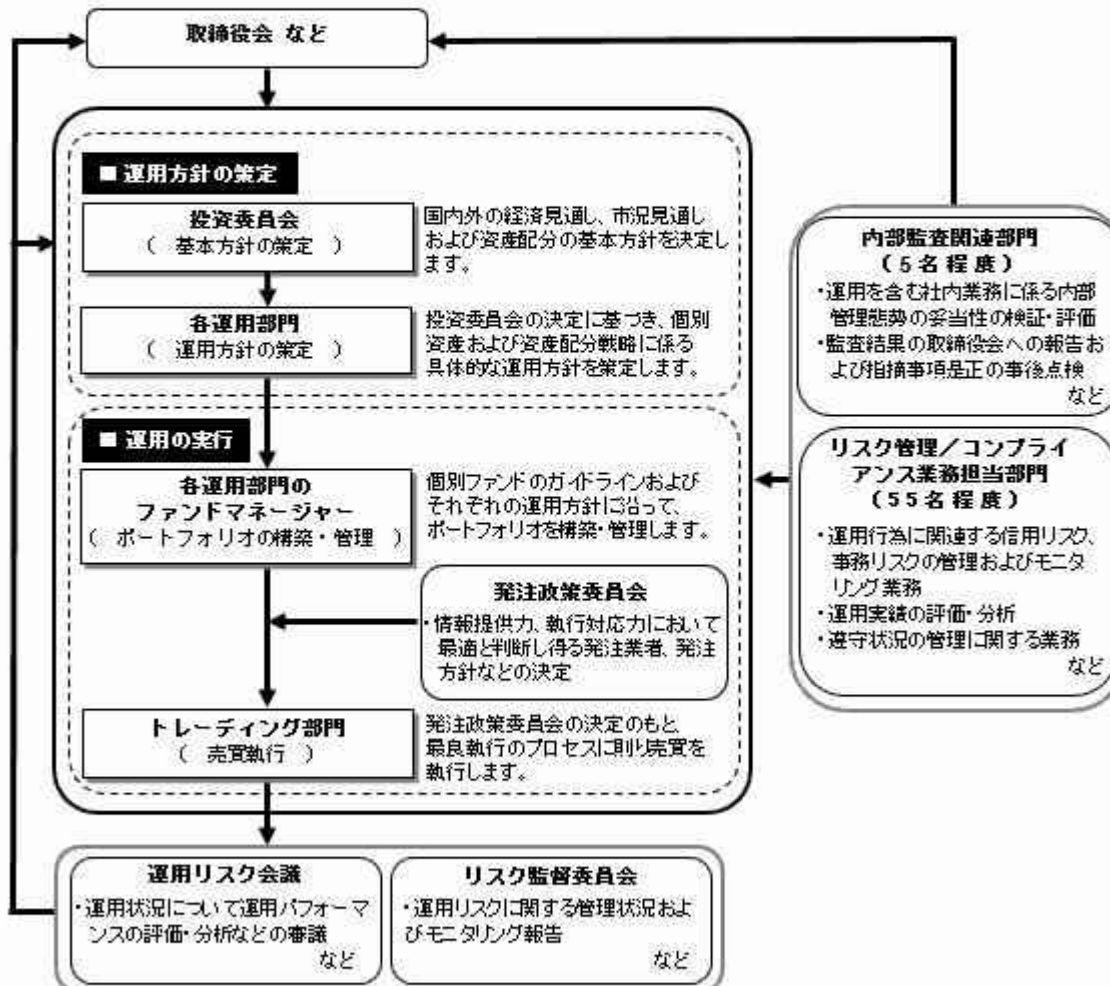 取締役会 など
■ 運用方針の策定
投資委員会
( 基本方針の策定 )
国内外の経済見通し、市況見通し
および資産配分の基本方針を決定し
ます。
各運用部門
( 運用方針の策定 )
投資委員会の決定に基づき、個別
資産および資産配分戦略に係る
具体的な運用方針を策定します。
■ 運用の実行
各運用部門の
ファンドマネージャー
( ポートフォリオの構築・管理 )
個別ファンドのガイドラインおよび
それぞれの運用方針に沿って、
ポートフォリオを構築・管理します。
発注政策委員会
・情報提供力、執行対応力において
最適と判断し得る発注業者、発注
方針などの決定
トレーディング部門
( 売買執行 )
発注政策委員会の決定のもと、
最良執行のプロセスに則り売買を
執行します。
内部監査関連部門
(5名程度)
・運用を含む社内業務に係る内部
管理態勢の妥当性の検証・評価
・監査結果の取締役会への報告お
よび指摘事項是正の事後点検
など
リスク管理/コンプライ
アンス業務担当部門
(55名程度)
・運用行為に関連する信用リスク、
事務リスクの管理およびモニタ
リング業務
・運用実績の評価・分析
・遵守状況の管理に関する業務
など
運用リスク会議
・運用状況について運用パフォーマ
ンスの評価・分析などの審議
など
リスク監督委員会
・運用リスクに関する管理状況およ
びモニタリング報告
など